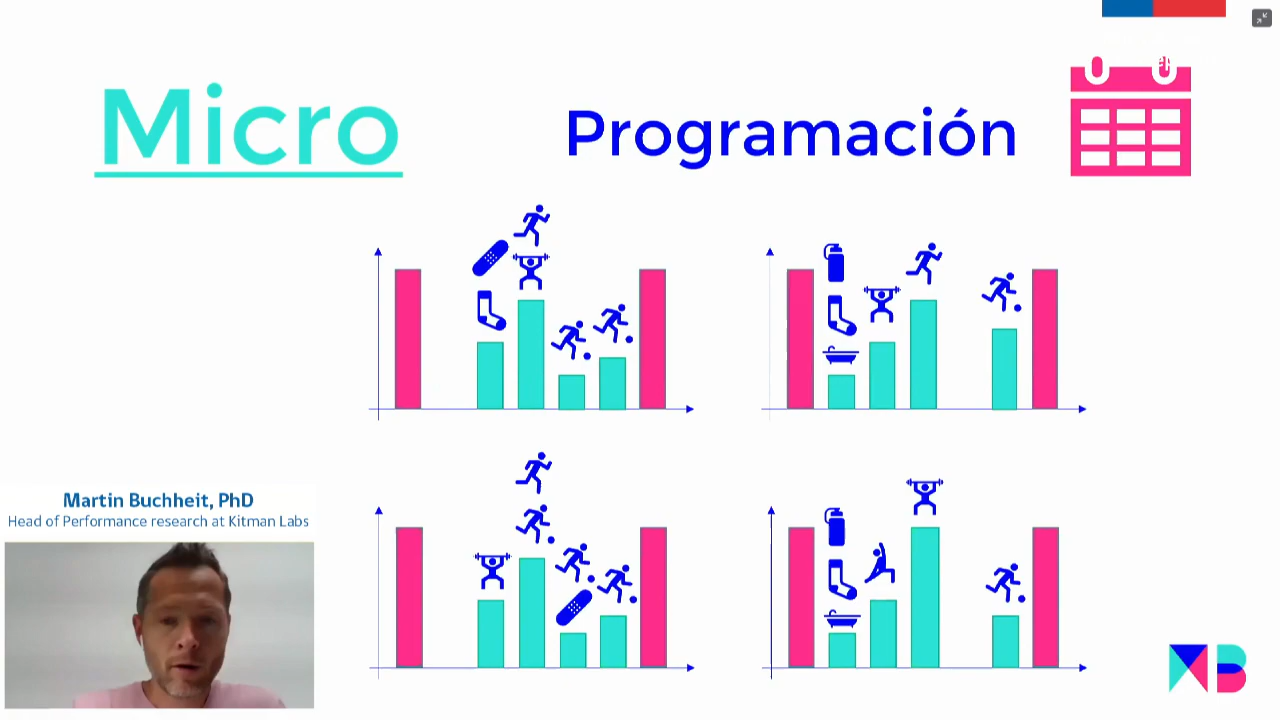 Micro
Programación
Martin Buchheit, PhD
Head of Performance research at Kitman Labs